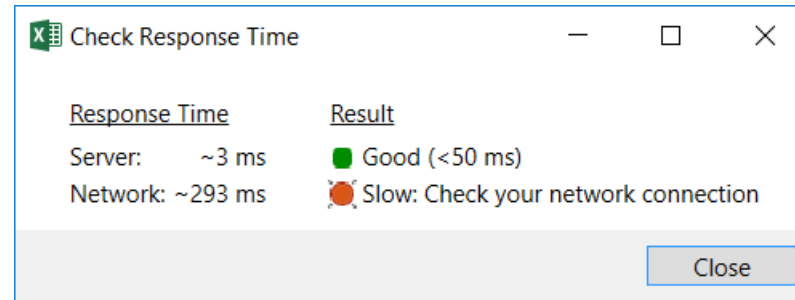 Check Response Time
Response Time Result
Server: ~3 ms Good (<50 ms)
Network: ~293 ms Slow: Check your network connection
Close